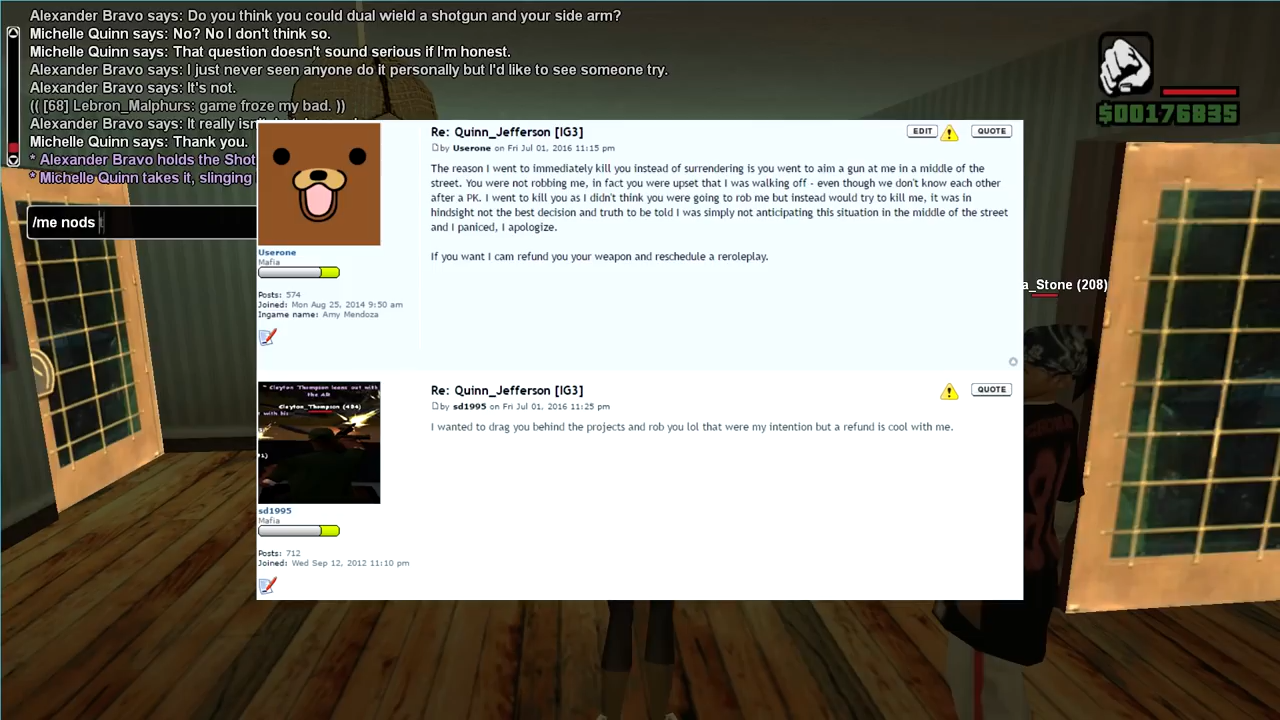 Alexander Bravo says: Do you think you could dual wield a shotgun and your side arm?
Michelle Quinn says: No? No I don't think so.
Michelle Quinn says: That question doesn't sound serious if I'm honest.
Alexander Bravo says: I just never seen anyone do it personally but I'd like to see someone try.
Alexander Bravo says: It's not.
(( [68] Lebron_Malphurs: game froze my bad. ))
Alexander Bravo says: It really isn't
Michelle Quinn says: Thank you.
* Alexander Bravo holds the Shot
* Michelle Quinn takes it, slinging
/me nods
$00176835
a_Stone (208)
Re: Quinn_Jefferson [IG3]
EDIT
QUOTE
by Userone on Fri Jul 01, 2016 11:15 pm
The reason I went to immediately kill you instead of surrendering is you went to aim a gun at me in a middle of the
street. You were not robbing me, in fact you were upset that I was walking off - even though we don't know each other
after a PK. I went to kill you as I didn't think you were going to rob me but instead would try to kill me, it was in
hindsight not the best decision and truth to be told I was simply not anticipating this situation in the middle of the street
and I paniced, I apologize.
If you want I cam refund you your weapon and reschedule a reroleplay.
Userone
Mafia
Posts: 574
Joined: Mon Aug 25, 2014 9:50 am
Ingame name: Amy Mendoza
Re: Quinn_Jefferson [IG3]
QUOTE
by sd1995 on Fri Jul 01, 2016 11:25 pm
I wanted to drag you behind the projects and rob you lol that were my intention but a refund is cool with me.
* Cleyton Thompson leans out with
the AR
Cleyton_Thompson (484)
with his
sd1995
Mafia
Posts: 712
Joined: Wed Sep 12, 2012 11:10 pm